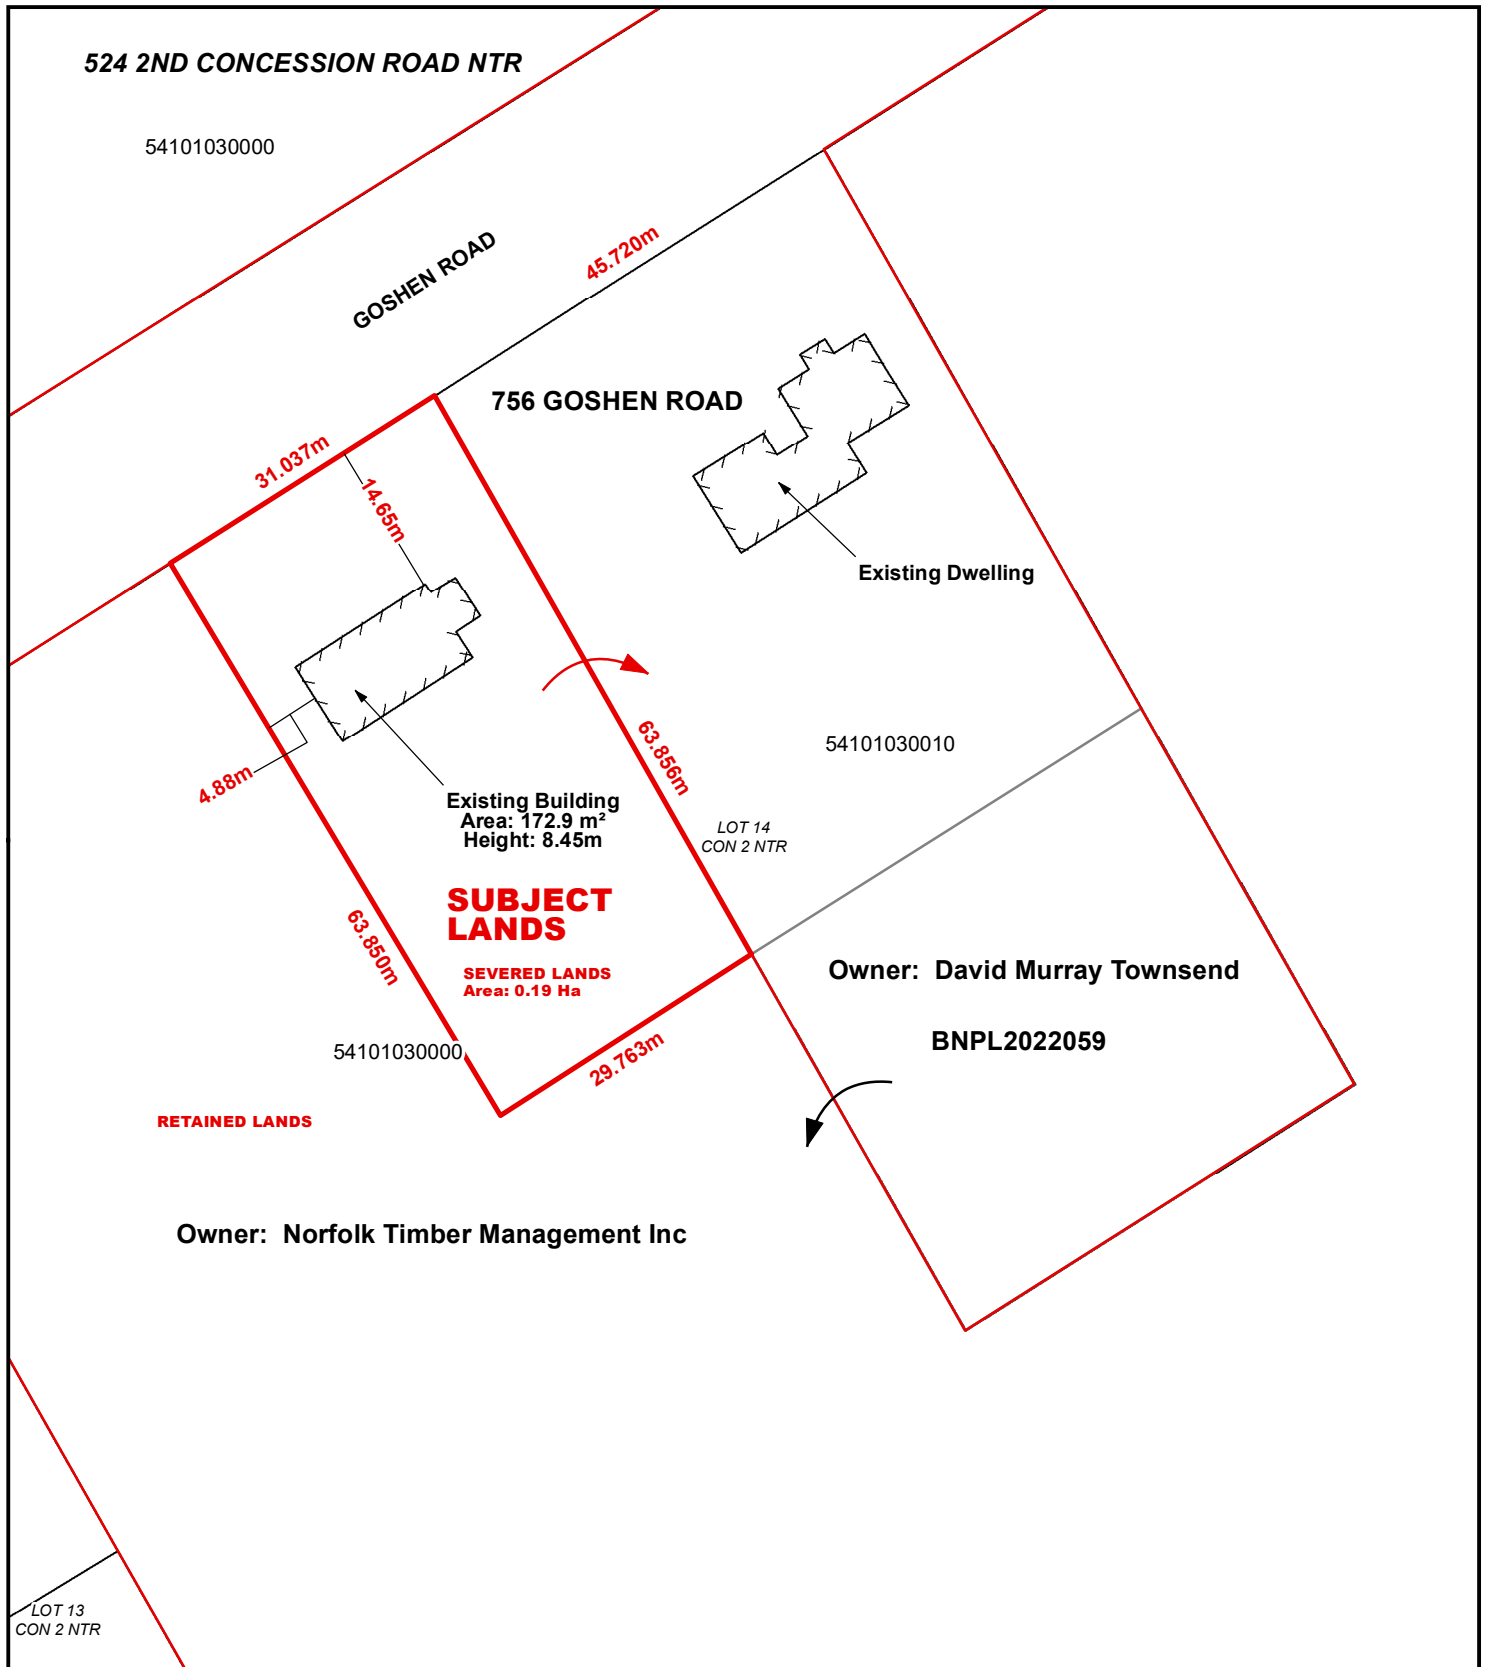 524 2ND CONCESSION ROAD NTR
54101030000
GOSHEN ROAD
45.720m
756 GOSHEN ROAD
31.037m
14.65m
Existing Dwelling
63.856m
54101030010
4.88m
Existing Building
Area: 172.9 m²
Height: 8.45m
LOT 14
CON 2 NTR
SUBJECT
LANDS
63.850m
SEVERED LANDS
Area: 0.19 Ha
Owner: David Murray Townsend
BNPL2022059
54101030000
29.763m
RETAINED LANDS
Owner: Norfolk Timber Management Inc
LOT 13
CON 2 NTR